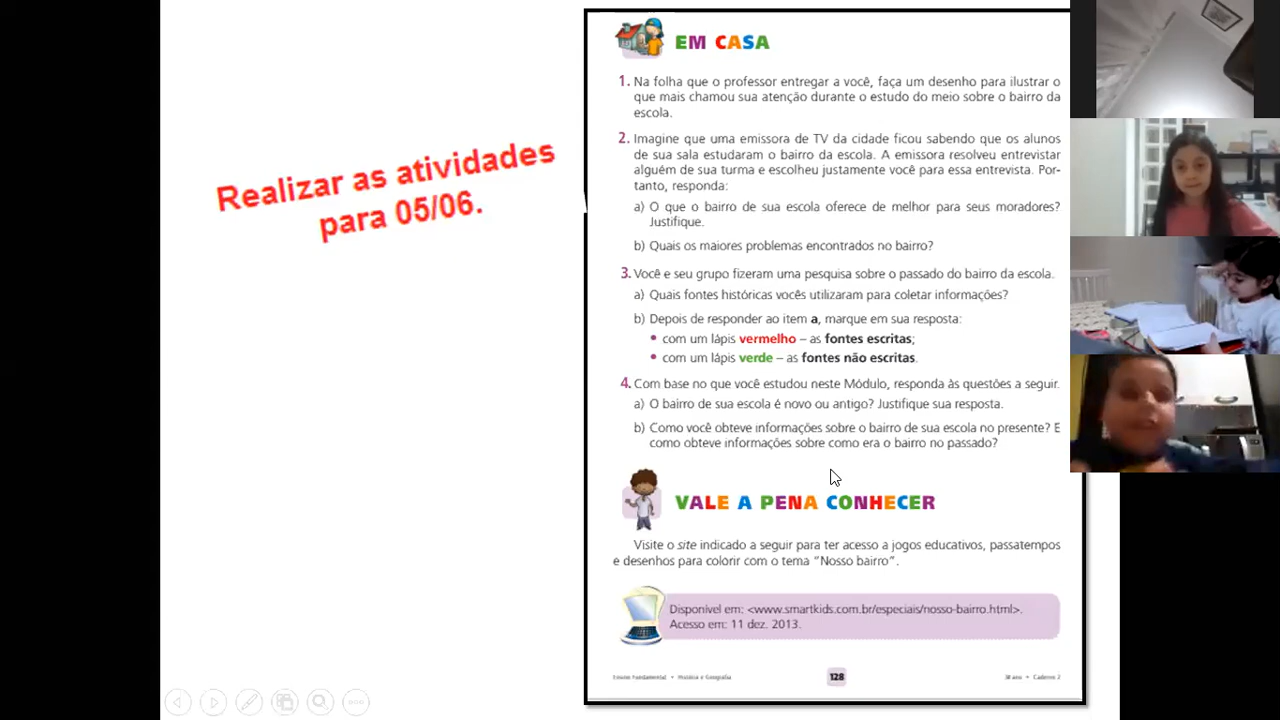 Realizar as atividades
para 05/06.
EM CASA
1. Na folha que o professor entregar a você, faça um desenho para ilustrar o
que mais chamou sua atenção durante o estudo do meio sobre o bairro da
escola.
2. Imagine que uma emissora de TV da cidade ficou sabendo que os alunos
de sua sala estudaram o bairro da escola. A emissora resolveu entrevistar
alguém de sua turma e escolheu justamente você para essa entrevista. Por-
tanto, responda:
a) O que o bairro de sua escola oferece de melhor para seus moradores?
Justifique.
b) Quais os maiores problemas encontrados no bairro?
3. Você e seu grupo fizeram uma pesquisa sobre o passado do bairro da escola.
a) Quais fontes históricas vocês utilizaram para coletar informações?
b) Depois de responder ao item a, marque em sua resposta:
• com um lápis vermelho – as fontes escritas;
• com um lápis verde – as fontes não escritas.
4. Com base no que você estudou neste Módulo, responda às questões a seguir.
a) O bairro de sua escola é novo ou antigo? Justifique sua resposta.
b) Como você obteve informações sobre o bairro de sua escola no presente? E
como obteve informações sobre como era o bairro no passado?
VALE A PENA CONHECER
Visite o site indicado a seguir para ter acesso a jogos educativos, passatempos
e desenhos para colorir com o tema “Nosso bairro”.
Disponível em: <www.smartkids.com.br/especiais/nosso-bairro.html>.
Acesso em: 11 dez. 2013.
Ensino Fundamental • História e Geografia 128 3º ano • Caderno 2